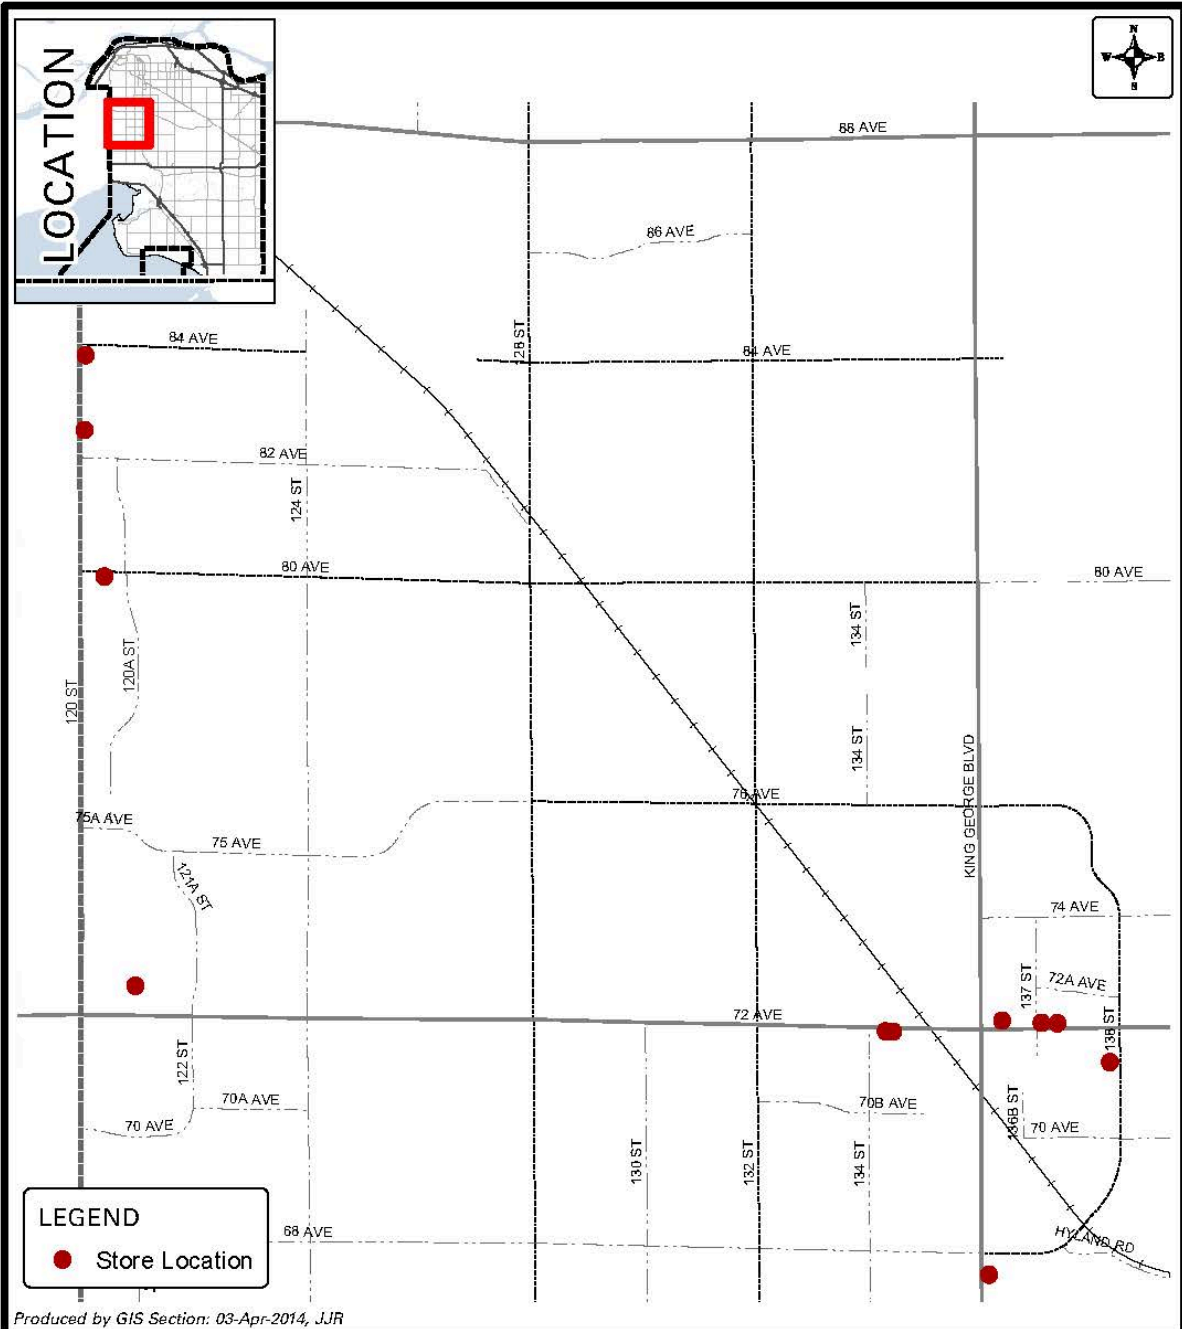 LOCATION
N
W E
S
88 AVE
86 AVE
128 ST
84 AVE
84 AVE
82 AVE
124 ST
80 AVE
80 AVE
134 ST
120A ST
120 ST
134 ST
KING GEORGE BLVD
76 AVE
75A AVE
75 AVE
121A ST
74 AVE
137 ST
72A AVE
72 AVE
138 ST
122 ST
70A AVE
70B AVE
136B ST
70 AVE
70 AVE
130 ST
132 ST
134 ST
68 AVE
HYLAND RD
LEGEND
Store Location
Produced by GIS Section: 03-Apr-2014, JJR